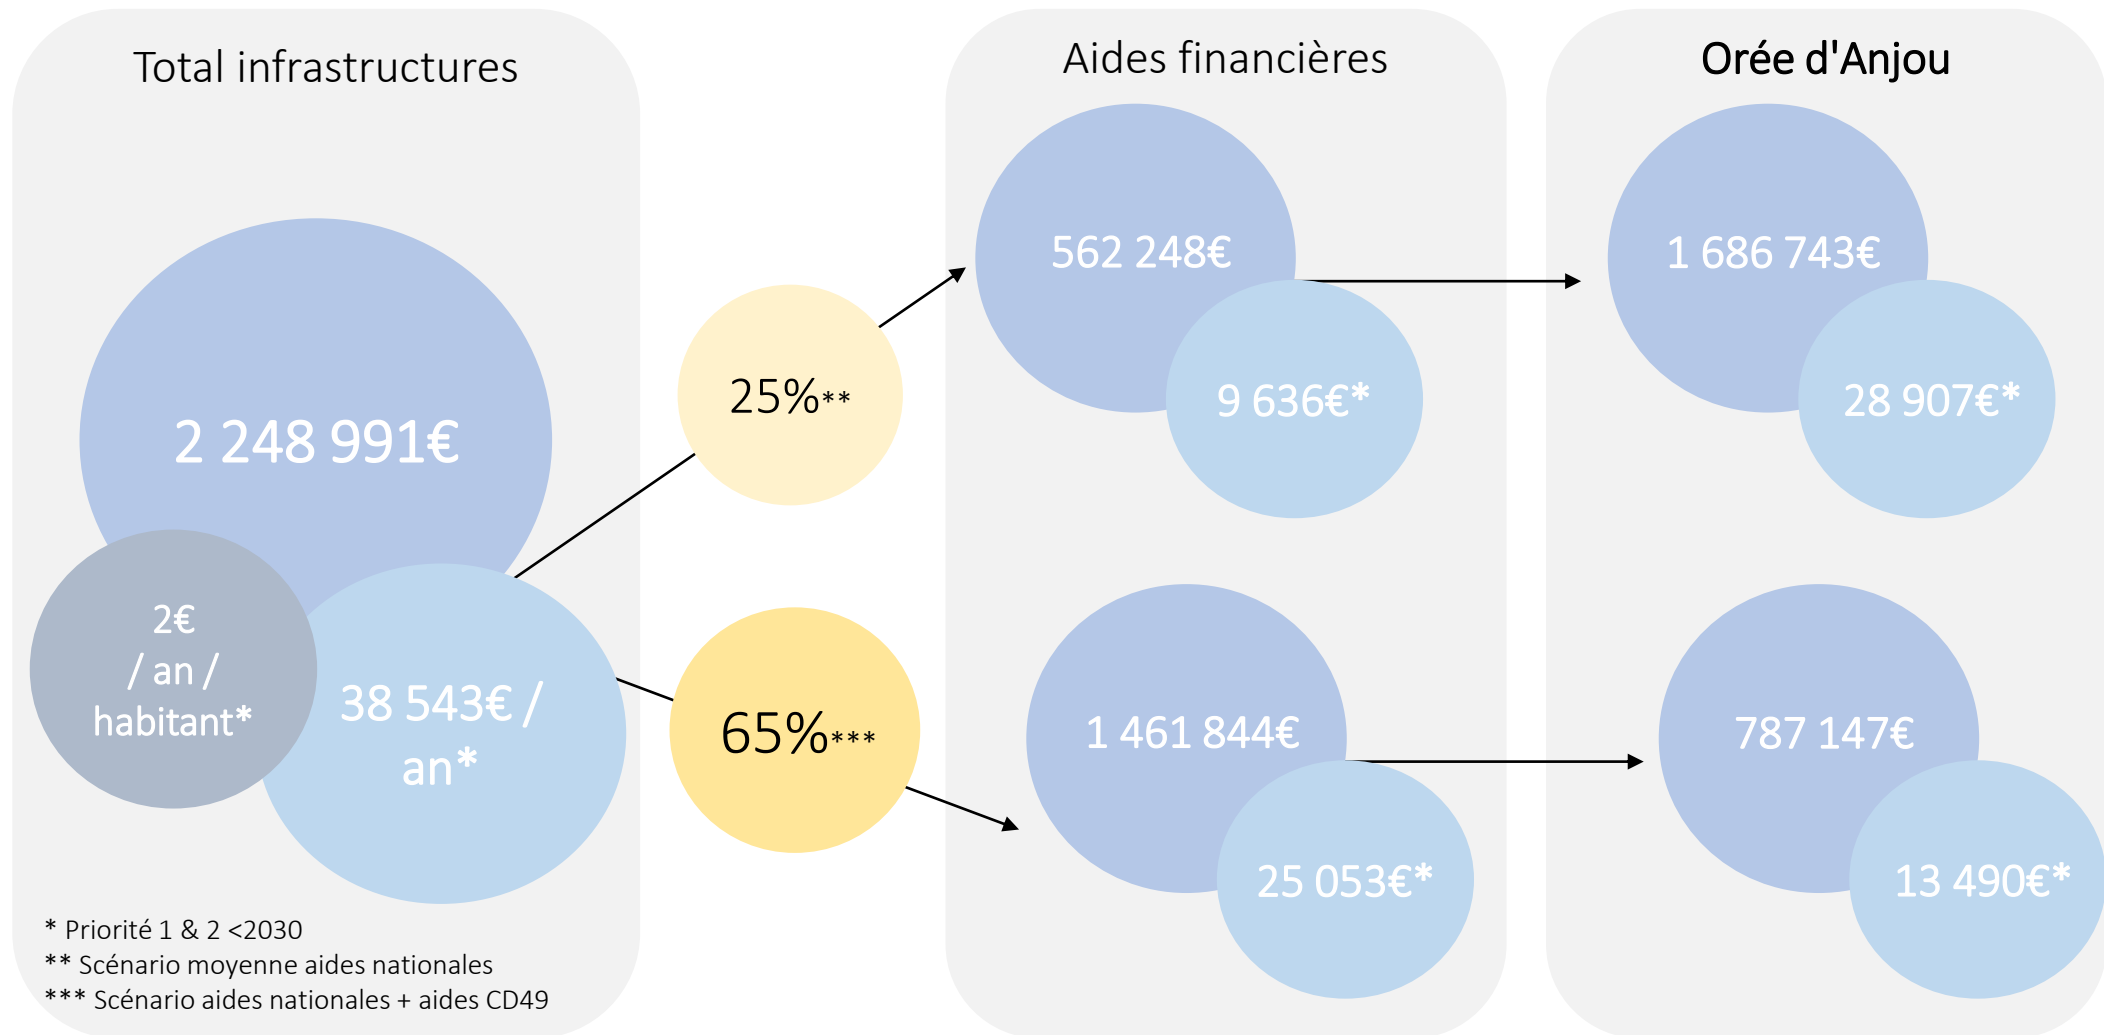 Total infrastructures
2 248 991€
2€
/ an /
habitant*
38 543€ /
an*
* Priorité 1 & 2 <2030
** Scénario moyenne aides nationales
*** Scénario aides nationales + aides CD49
25%**
65%***
Aides financières
562 248€
9 636€*
1 461 844€
25 053€*
Orée d'Anjou
1 686 743€
28 907€*
787 147€
13 490€*